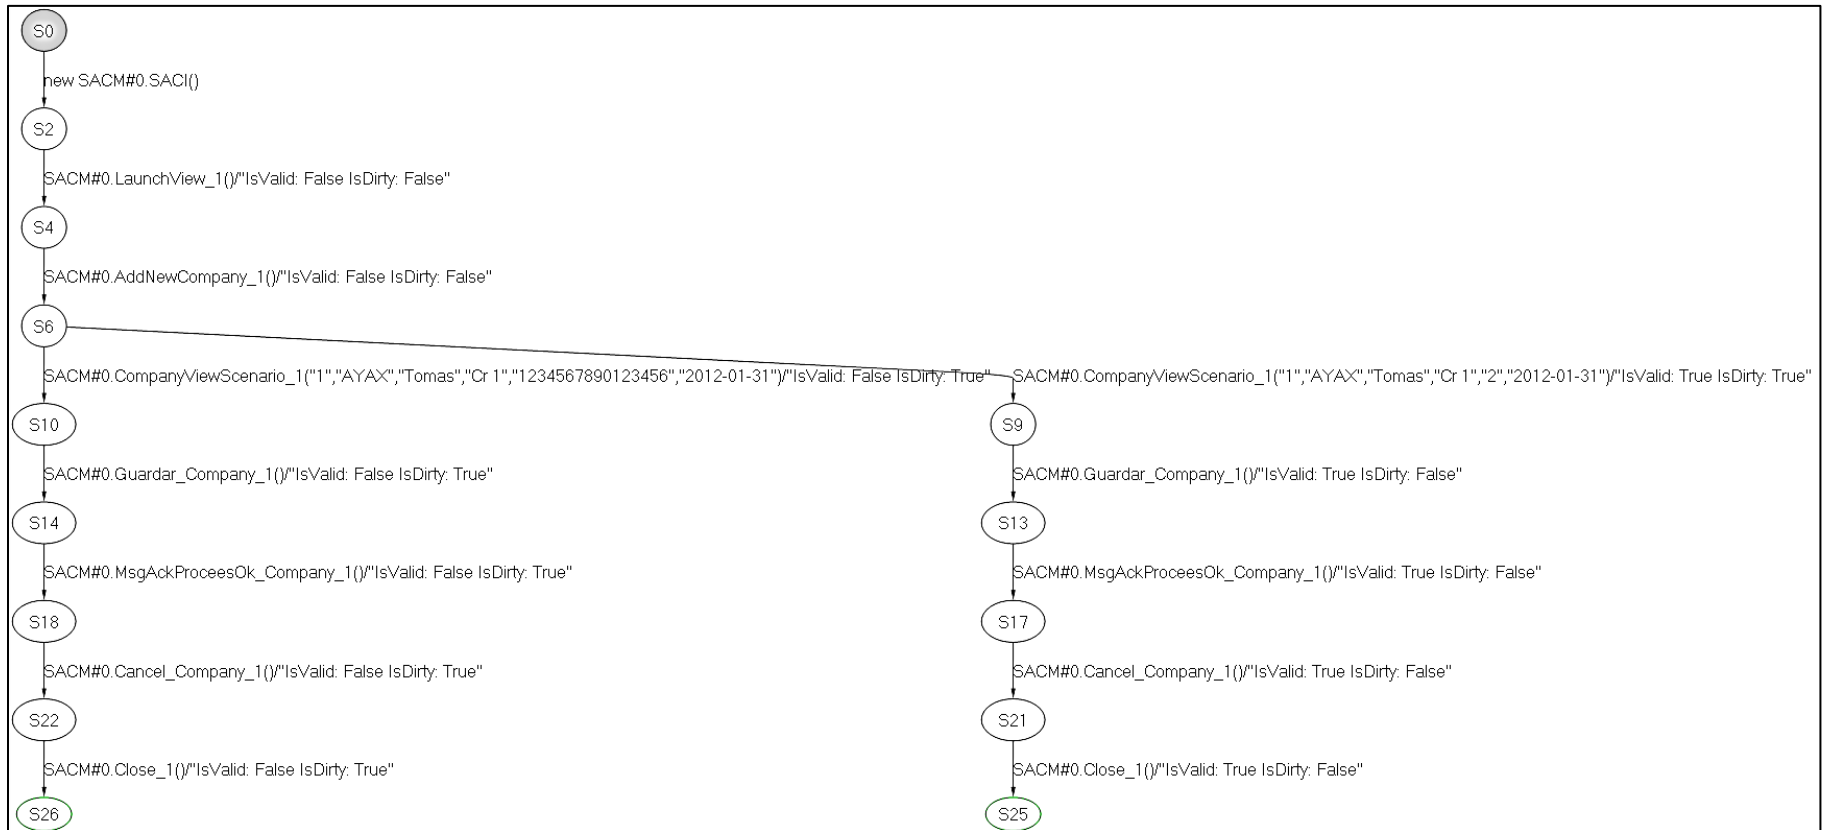 S0
new SACM#0.SACI()
S2
SACM#0.LaunchView_1()/"IsValid: False IsDirty: False"
S4
SACM#0.AddNewCompany_1()/"IsValid: False IsDirty: False"
S6
SACM#0.CompanyViewScenario_1("1","AYAX","Tomas","Cr 1","1234567890123456","2012-01-31")/"IsValid: False IsDirty: True"
SACM#0.CompanyViewScenario_1("1","AYAX","Tomas","Cr 1","2","2012-01-31")/"IsValid: True IsDirty: True"
S10
S9
SACM#0.Guardar_Company_1()/"IsValid: False IsDirty: True"
SACM#0.Guardar_Company_1()/"IsValid: True IsDirty: False"
S14
S13
SACM#0.MsgAckProceesOk_Company_1()/"IsValid: False IsDirty: True"
SACM#0.MsgAckProceesOk_Company_1()/"IsValid: True IsDirty: False"
S18
S17
SACM#0.Cancel_Company_1()/"IsValid: False IsDirty: True"
SACM#0.Cancel_Company_1()/"IsValid: True IsDirty: False"
S22
S21
SACM#0.Close_1()/"IsValid: False IsDirty: True"
SACM#0.Close_1()/"IsValid: True IsDirty: False"
S26
S25